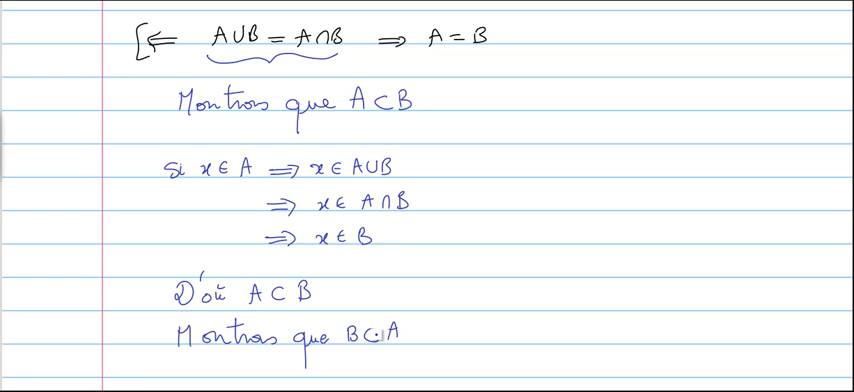 [⇐ A∪B = A∩B ⇒ A = B
Montrons que A⊂B
Si x ∈ A ⇒ x ∈ A∪B
⇒ x ∈ A∩B
⇒ x ∈ B
D'où A ⊂ B
Montrons que B⊂A